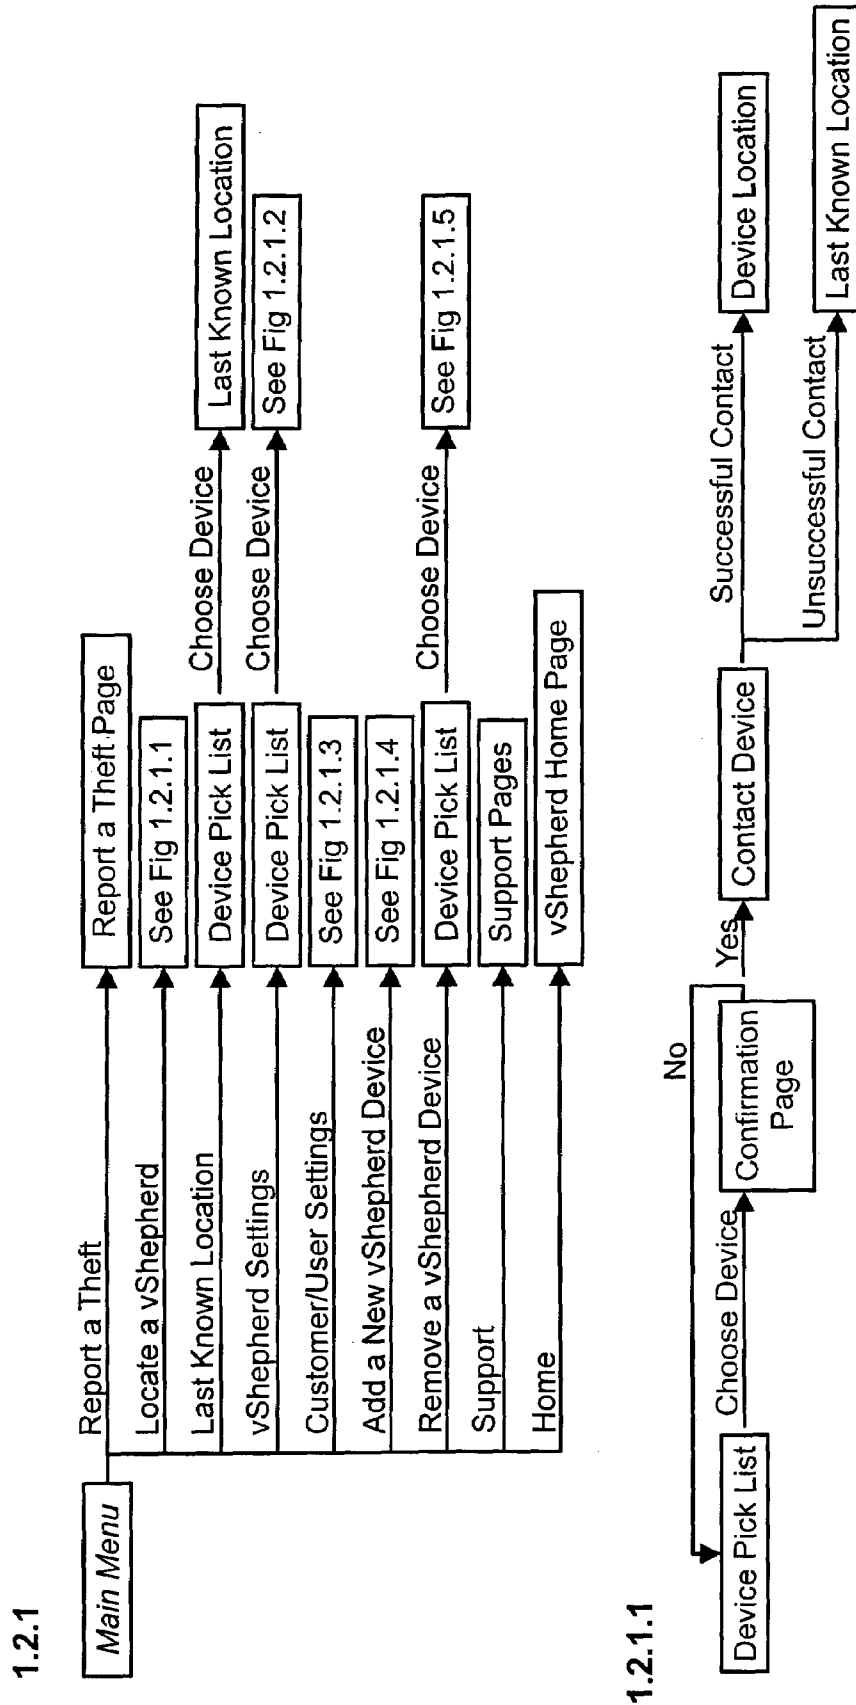 1.2.1
Main Menu
Report a Theft
Report a Theft Page
Locate a vShepherd
See Fig 1.2.1.1
Last Known Location
Device Pick List
Choose Device
Last Known Location
vShepherd Settings
Device Pick List
Choose Device
See Fig 1.2.1.2
Customer/User Settings
See Fig 1.2.1.3
Add a New vShepherd Device
See Fig 1.2.1.4
Remove a vShepherd Device
Device Pick List
Choose Device
See Fig 1.2.1.5
Support
Support Pages
Home
vShepherd Home Page
1.2.1.1
Device Pick List
Choose Device
Confirmation
Page
No
Yes
Contact Device
Successful Contact
Device Location
Unsuccessful Contact
Last Known Location